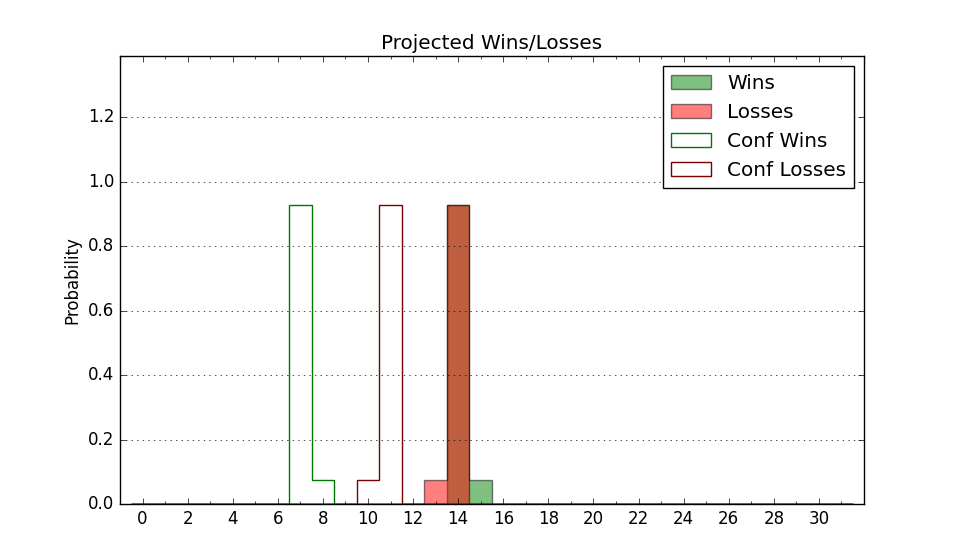 Projected Wins/Losses
Wins
Losses
Conf Wins
Conf Losses
Probability
1.2
1.0
0.8
0.6
0.4
0.2
0.0
0 2 4 6 8 10 12 14 16 18 20 22 24 26 28 30